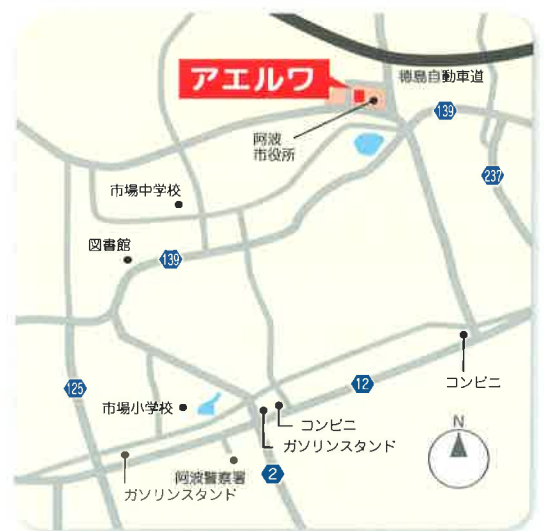 アエルワ
徳島自動車道
139
阿波
市役所
237
市場中学校
図書館
139
12
コンビニ
125
市場小学校
コンビニ
ガソリンスタンド
N
阿波警察署
2
ガソリンスタンド